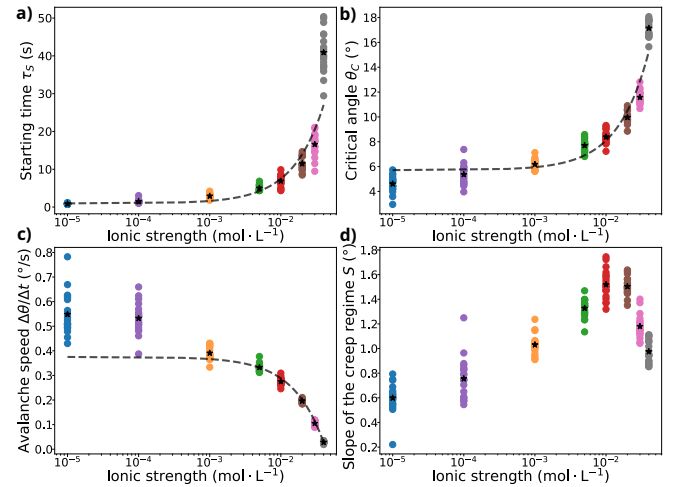 a)
Starting time τ_S (s)
50
40
30
20
10
0
10⁻⁵ 10⁻⁴ 10⁻³ 10⁻²
Ionic strength (mol · L⁻¹)
b)
Critical angle θ_C (°)
18
16
14
12
10
8
6
4
10⁻⁵ 10⁻⁴ 10⁻³ 10⁻²
Ionic strength (mol · L⁻¹)
c)
Avalanche speed Δθ/Δt (°/s)
0.8
0.7
0.6
0.5
0.4
0.3
0.2
0.1
0.0
10⁻⁵ 10⁻⁴ 10⁻³ 10⁻²
Ionic strength (mol · L⁻¹)
d)
Slope of the creep regime S (°)
1.8
1.6
1.4
1.2
1.0
0.8
0.6
0.4
0.2
10⁻⁵ 10⁻⁴ 10⁻³ 10⁻²
Ionic strength (mol · L⁻¹)